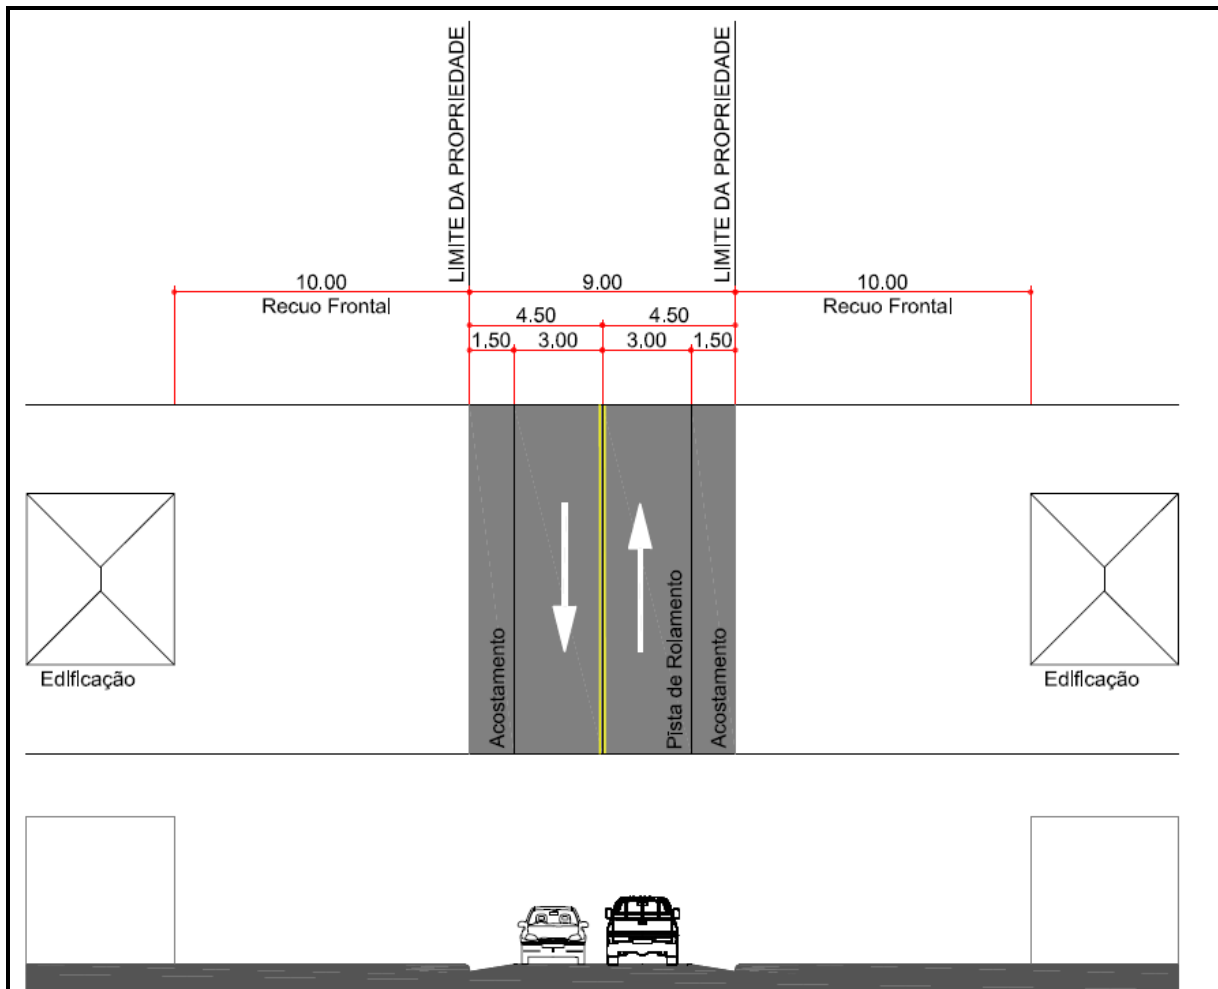 LIMITE DA PROPRIEDADE
LIMITE DA PROPRIEDADE
10.00
9.00
10.00
Recuo Frontal
Recuo Frontal
4.50
4.50
1,50
3,00
3,00
1,50
Acostamento
Pista de Rolamento
Acostamento
Edificação
Edificação